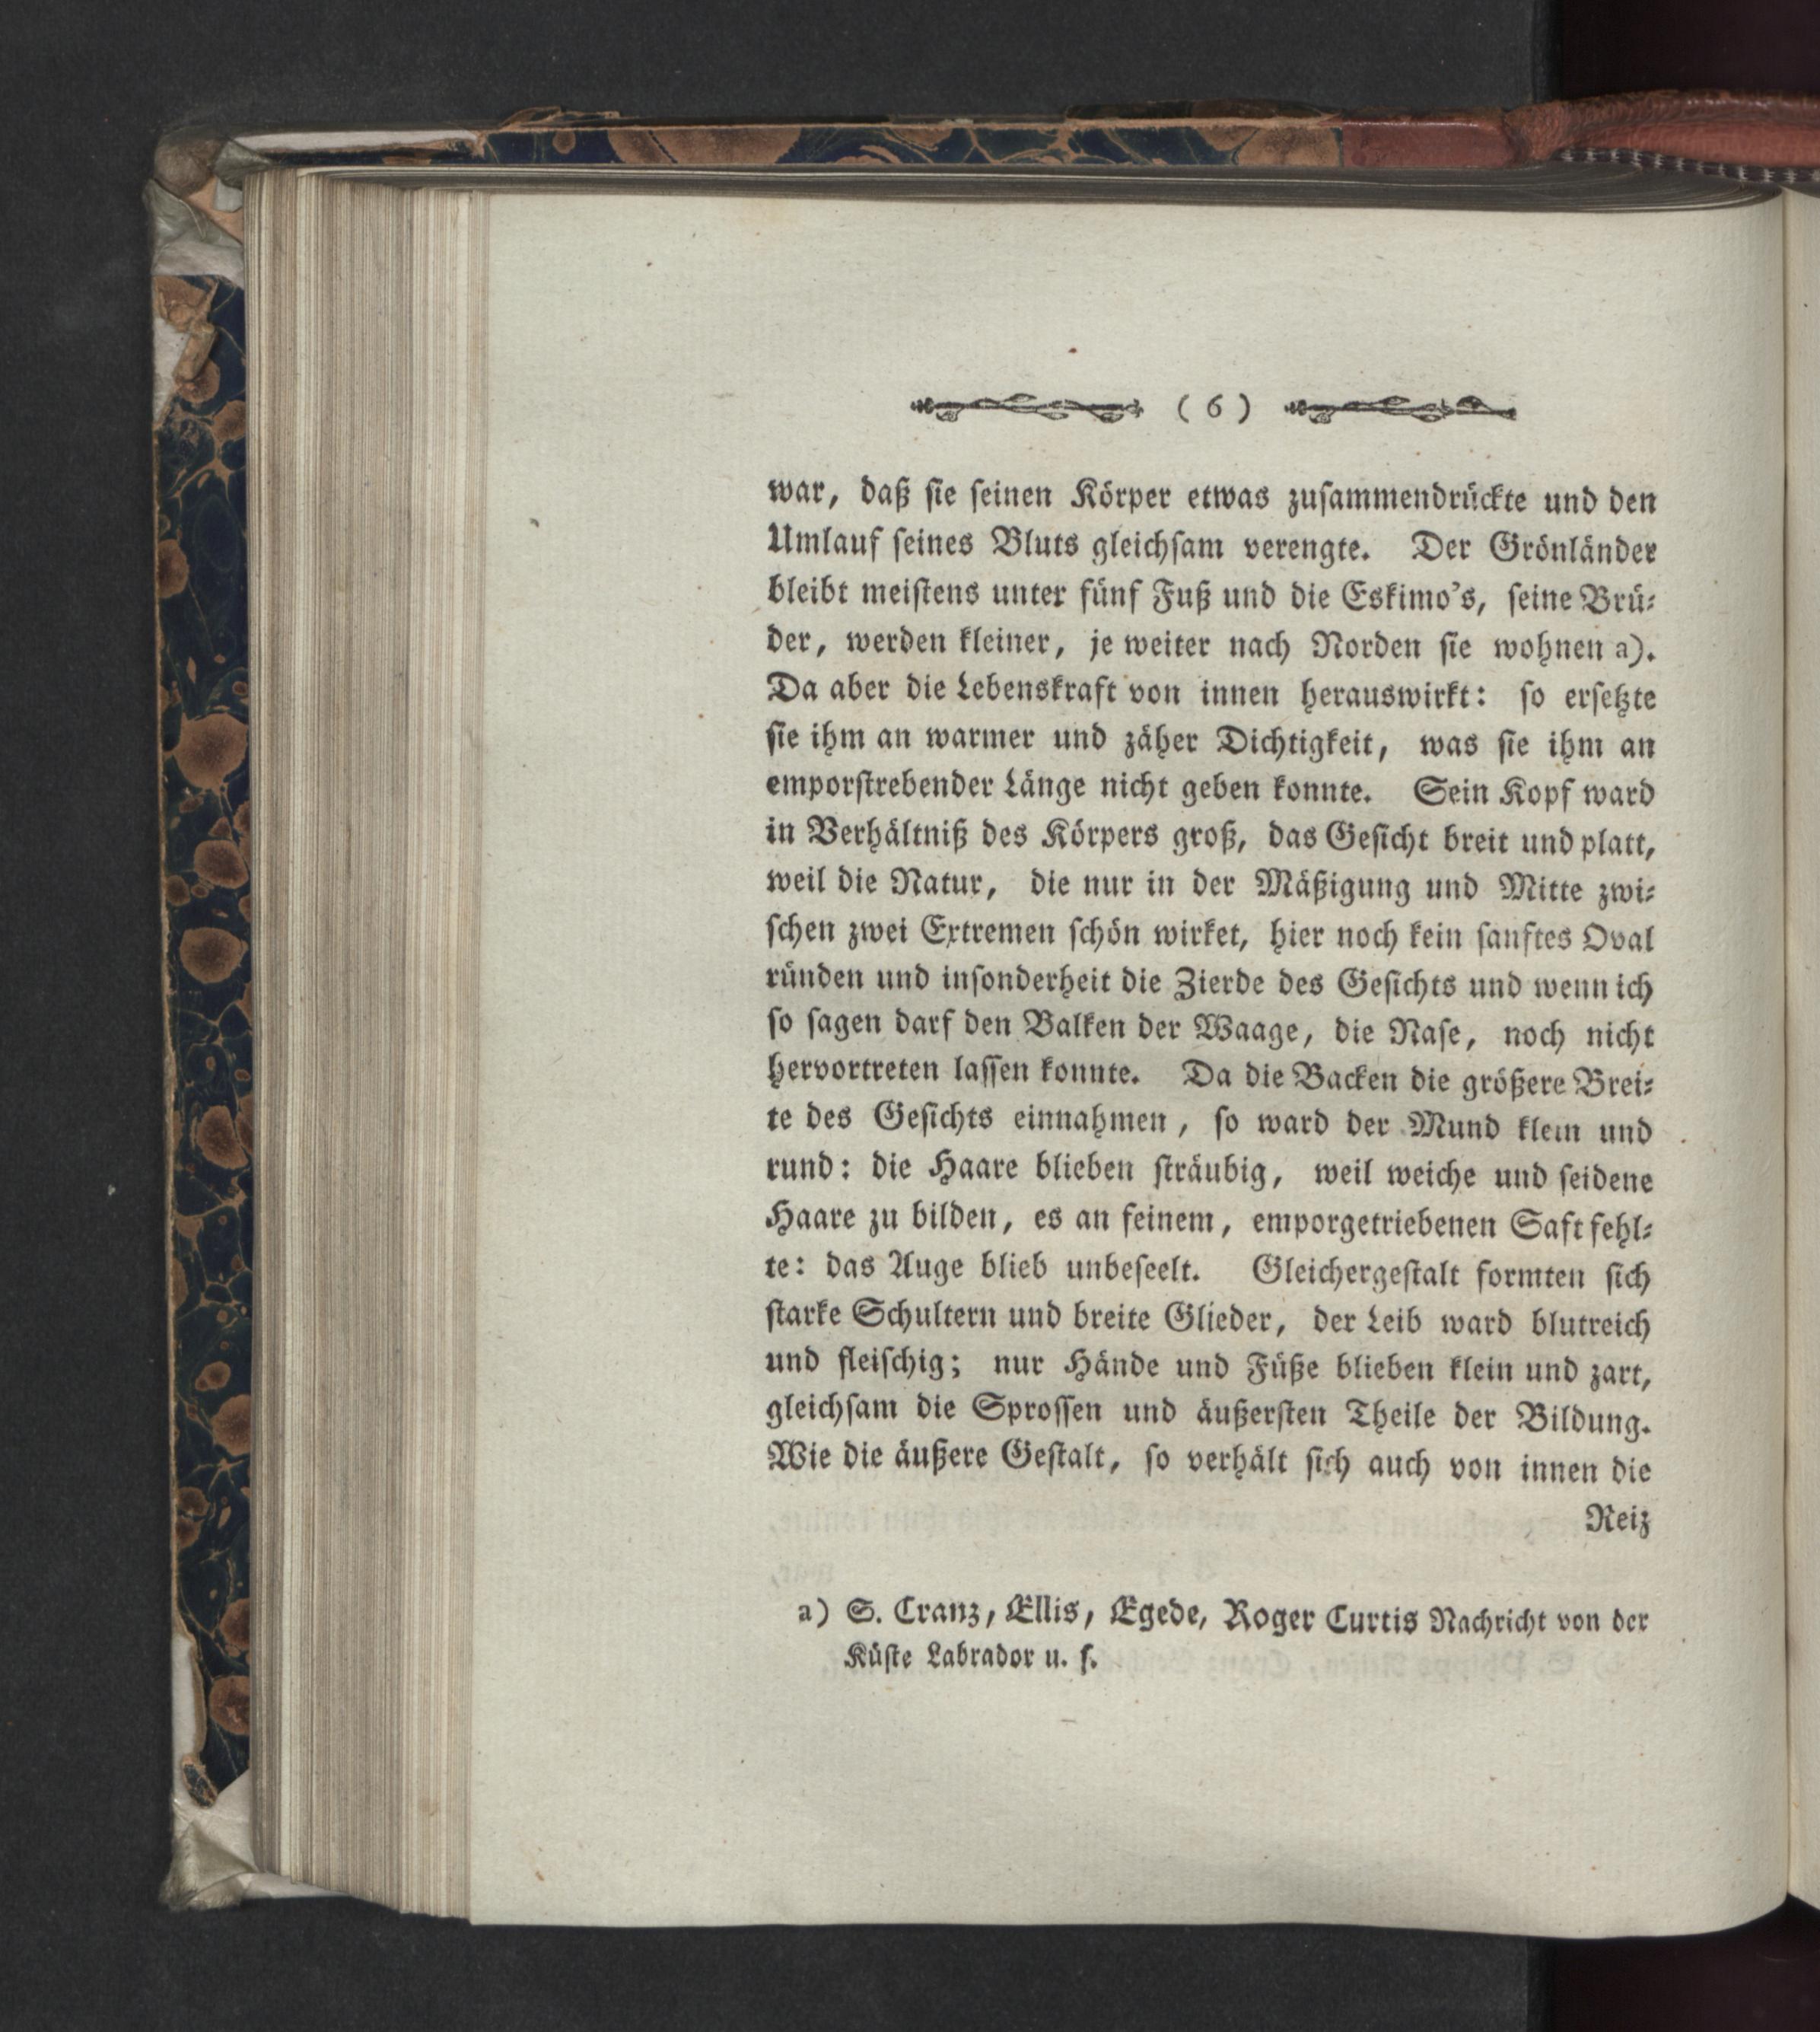 ( 6 )
war, daß ſie ſeinen Körper etwas zuſammendrückte und den
Umlauf ſeines Bluts gleichſam verengte. Der Grönländer
bleibt meiſtens unter fünf Fuß und die Eskimo's, ſeine Brü⸗
der, werden kleiner, je weiter nach Norden ſie wohnen a).
Da aber die Lebenskraft von innen herauswirkt: ſo erſetzte
ſie ihm an warmer und zäher Dichtigkeit, was ſie ihm an
emporſtrebender Länge nicht geben konnte. Sein Kopf ward
in Verhältniß des Körpers groß, das Geſicht breit und platt,
weil die Natur, die nur in der Mäßigung und Mitte zwi⸗
ſchen zwei Extremen ſchön wirket, hier noch kein ſanftes Oval
ründen und inſonderheit die Zierde des Geſichts und wenn ich
ſo ſagen darf den Balken der Waage, die Naſe, noch nicht
hervortreten laſſen konnte. Da die Backen die größere Brei⸗
te des Geſichts einnahmen, ſo ward der Mund klein und
rund: die Haare blieben ſträubig, weil weiche und ſeidene
Haare zu bilden, es an feinem, emporgetriebenen Saft fehl⸗
te: das Auge blieb unbeſeelt. Gleichergeſtalt formten ſich
ſtarke Schultern und breite Glieder, der Leib ward blutreich
und fleiſchig; nur Hände und Füße blieben klein und zart,
gleichſam die Sproſſen und äußerſten Theile der Bildung.
Wie die äußere Geſtalt, ſo verhält ſich auch von innen die
Reiz
a) S. Cranz, Ellis, Egede, Roger Curtis Nachricht von der
Küſte Labrador u. ſ.